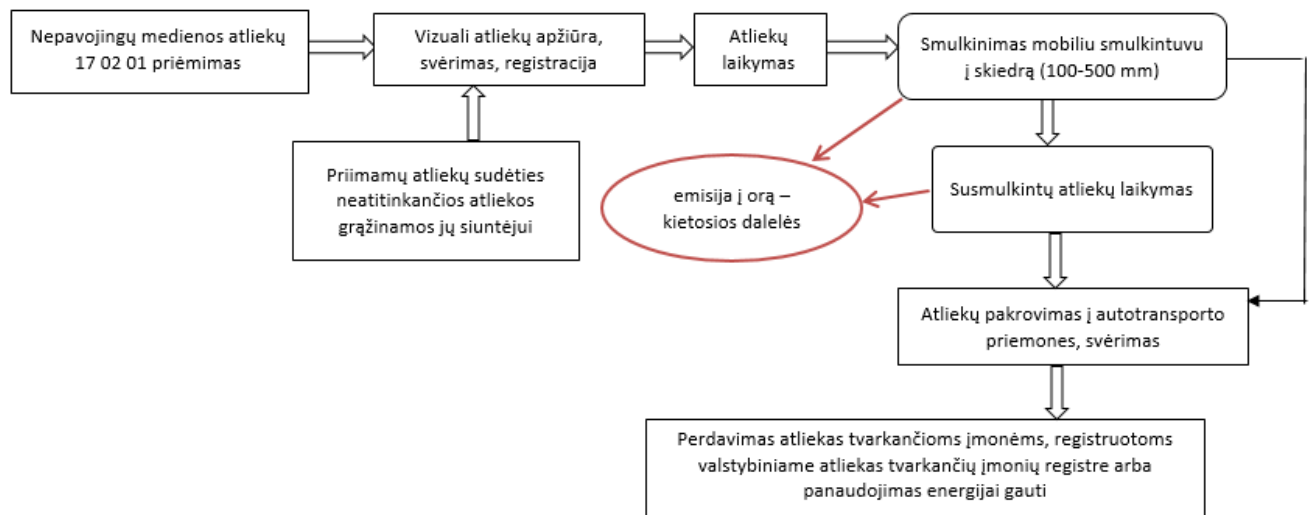 Nepavojingų medienos atliekų
17 02 01 priėmimas
Vizuali atliekų apžiūra,
svėrimas, registracija
Atliekų
laikymas
Smulkinimas mobiliu smulkintuvu
į skiedrą (100-500 mm)
Priimamų atliekų sudėties
neatitinkančios atliekos
grąžinamos jų siuntėjui
emisija į orą –
kietosios dalelės
Susmulkintų atliekų laikymas
Atliekų pakrovimas į autotransporto
priemones, svėrimas
Perdavimas atliekas tvarkančioms įmonėms, registruotoms
valstybiniame atliekas tvarkančių įmonių registre arba
panaudojimas energijai gauti